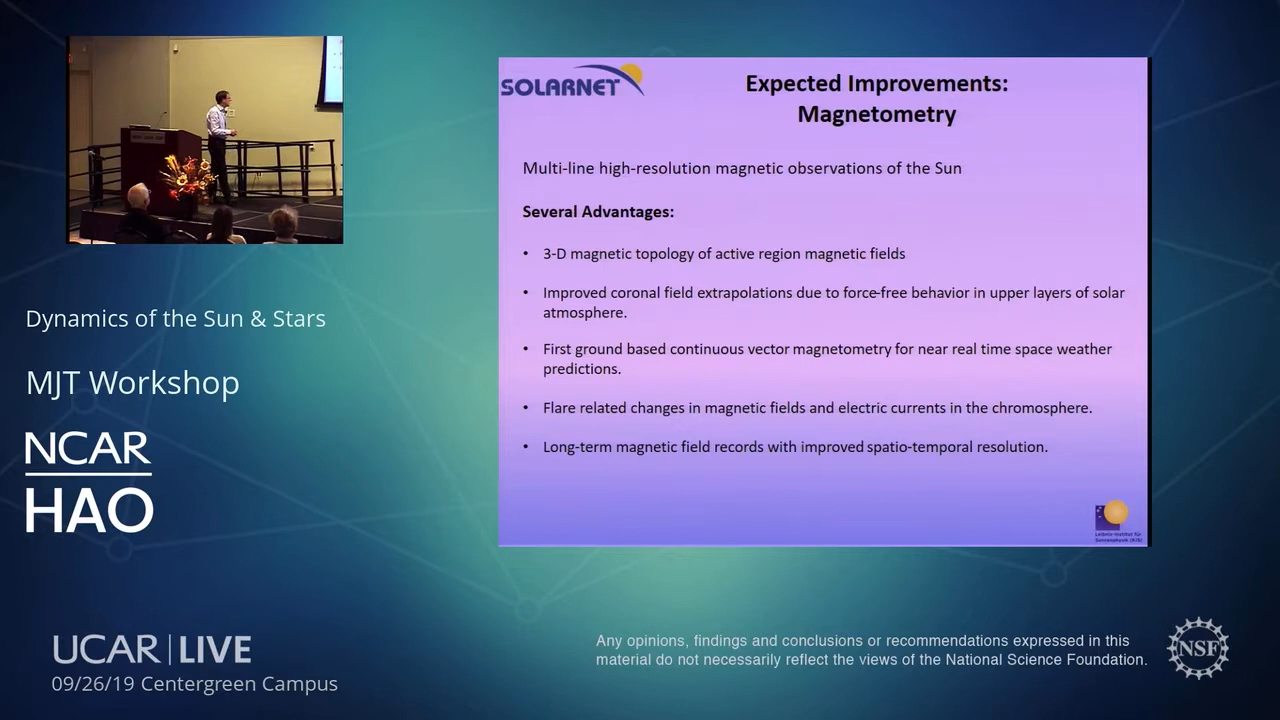 SOLARNET
Expected Improvements:
Magnetometry
Multi-line high-resolution magnetic observations of the Sun
Several Advantages:
• 3-D magnetic topology of active region magnetic fields
• Improved coronal field extrapolations due to force-free behavior in upper layers of solar
atmosphere.
• First ground based continuous vector magnetometry for near real time space weather
predictions.
• Flare related changes in magnetic fields and electric currents in the chromosphere.
• Long-term magnetic field records with improved spatio-temporal resolution.
Leibniz-Institut für
Sonnenphysik (KIS)
Dynamics of the Sun & Stars
MJT Workshop
NCAR
HAO
UCAR | LIVE
09/26/19 Centergreen Campus
Any opinions, findings and conclusions or recommendations expressed in this
material do not necessarily reflect the views of the National Science Foundation.
NSF